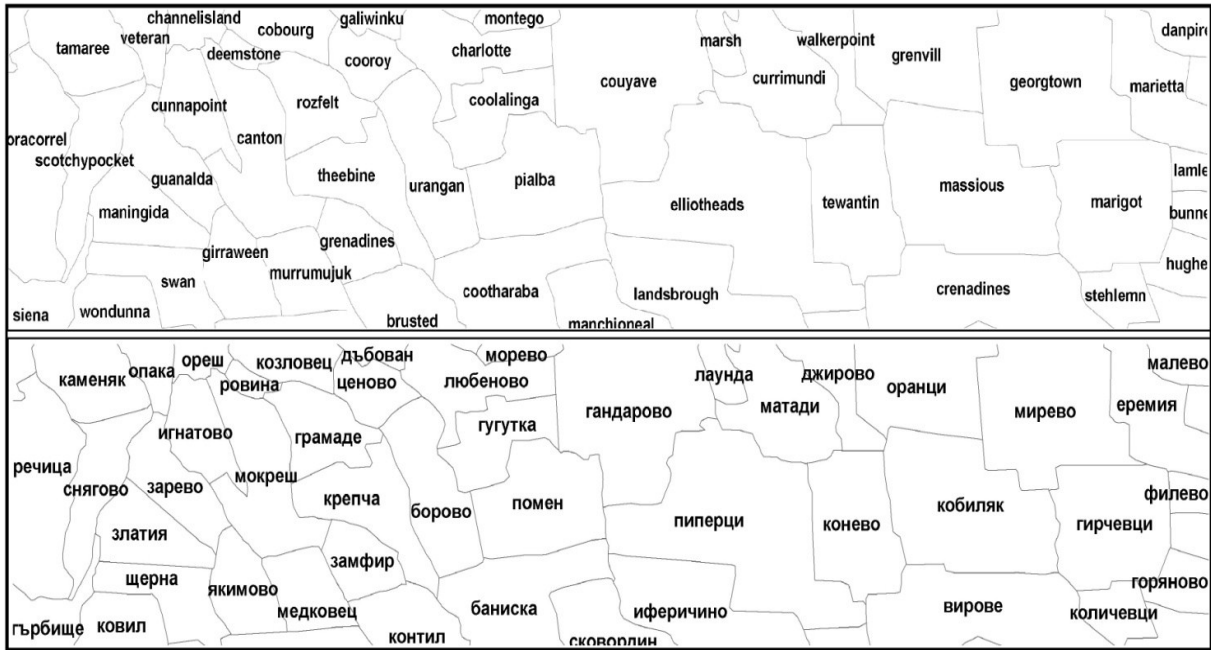 channelisland galiwinku montego
veteran cobourg danpire
tamaree deemstone charlotte marsh walkerpoint grenvill
cooroy couyave currimundi georgtown marietta
cunnapoint rozfelt coolalinga
oracorrel canton
scotchypocket lamle
guanalda theebine urangan pialba massious
maningida elliotheads tewantin marigot bunne
girraween grenadines
swan murrumujuk cootharaba hughe
siena wondunna landsbrough crenadines stehlemn
brusted manchioneal
ореш козловец дъбован морево малево
каменяк опака ровина ценово любеново лаунда джирово оранци
гандарово матади мирево еремия
игнатово грамаде гугутка
речица мокреш
снягово зарево крепча борово помен кобиляк филево
златия пиперци конево гирчевци
замфир
щерна якимово горяново
медковец баниска иферичино вирове количевци
гърбище ковил контил сковордин